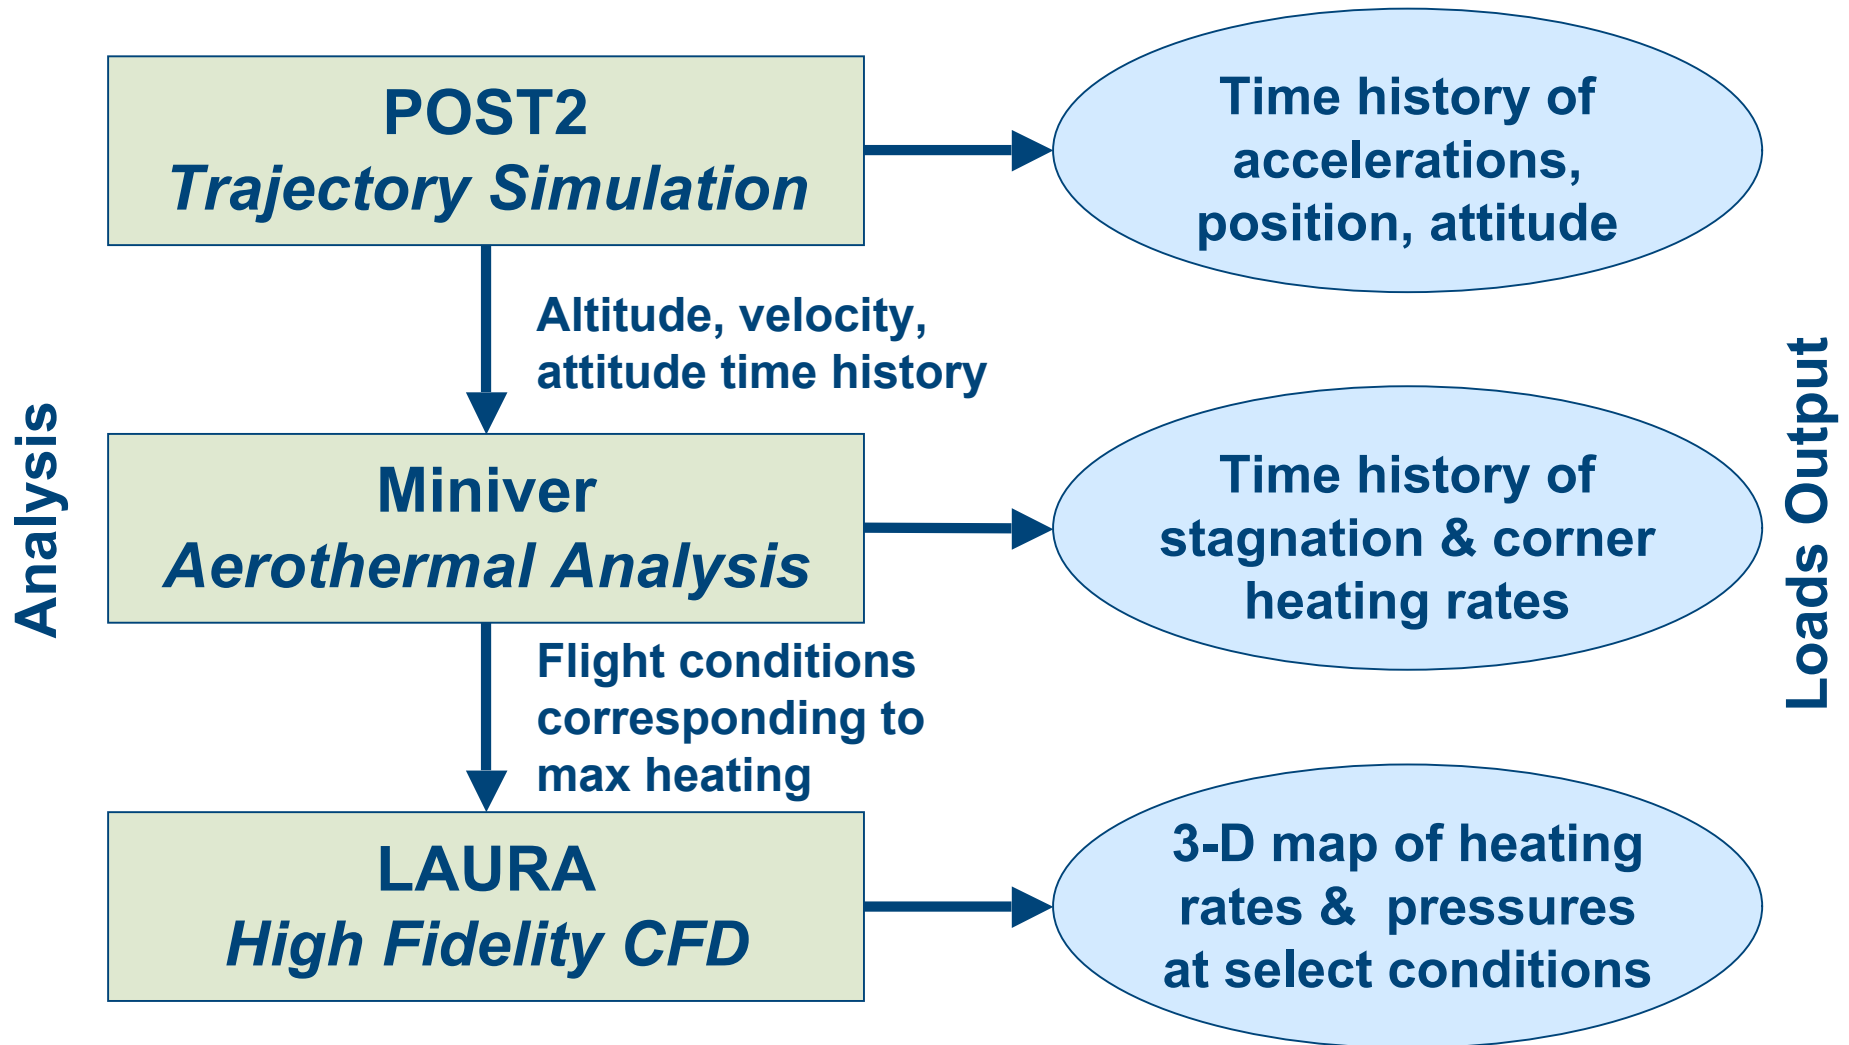 POST2
Trajectory Simulation
Time history of
accelerations,
position, attitude
Altitude, velocity,
attitude time history
Analysis
Miniver
Aerothermal Analysis
Time history of
stagnation & corner
heating rates
Loads Output
Flight conditions
corresponding to
max heating
LAURA
High Fidelity CFD
3-D map of heating
rates & pressures
at select conditions